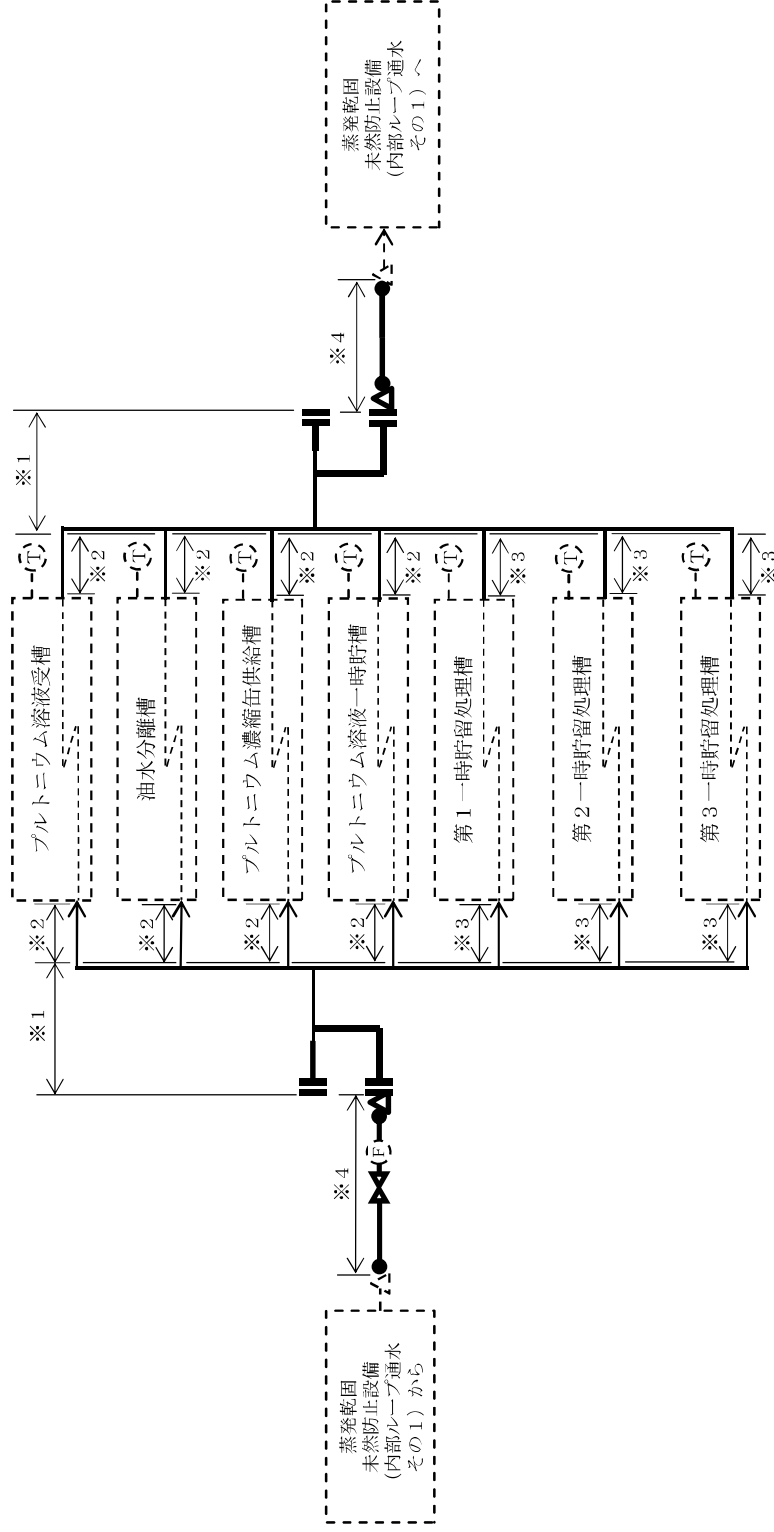 蒸発乾固
未然防止設備
(内部ループ通水
その1)から
※4
F
※1
※2
プルトニウム溶液受槽
T
※2
※2
油水分離槽
T
※2
※2
プルトニウム濃縮缶供給槽
T
※2
※2
プルトニウム溶液一時貯槽
T
※2
※3
第1一時貯留処理槽
T
※3
※3
第2一時貯留処理槽
T
※3
※3
第3一時貯留処理槽
T
※3
※1
※4
蒸発乾固
未然防止設備
(内部ループ通水
その1)へ